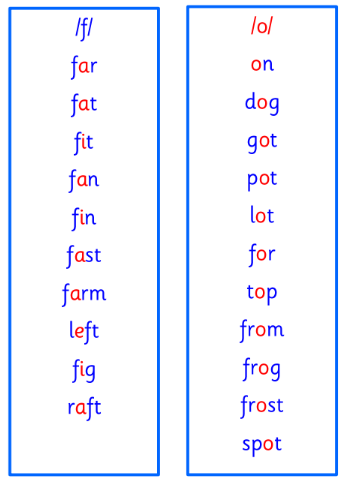 /f/
far
fat
fit
fan
fin
fast
farm
left
fig
raft
/o/
on
dog
got
pot
lot
for
top
from
frog
frost
spot